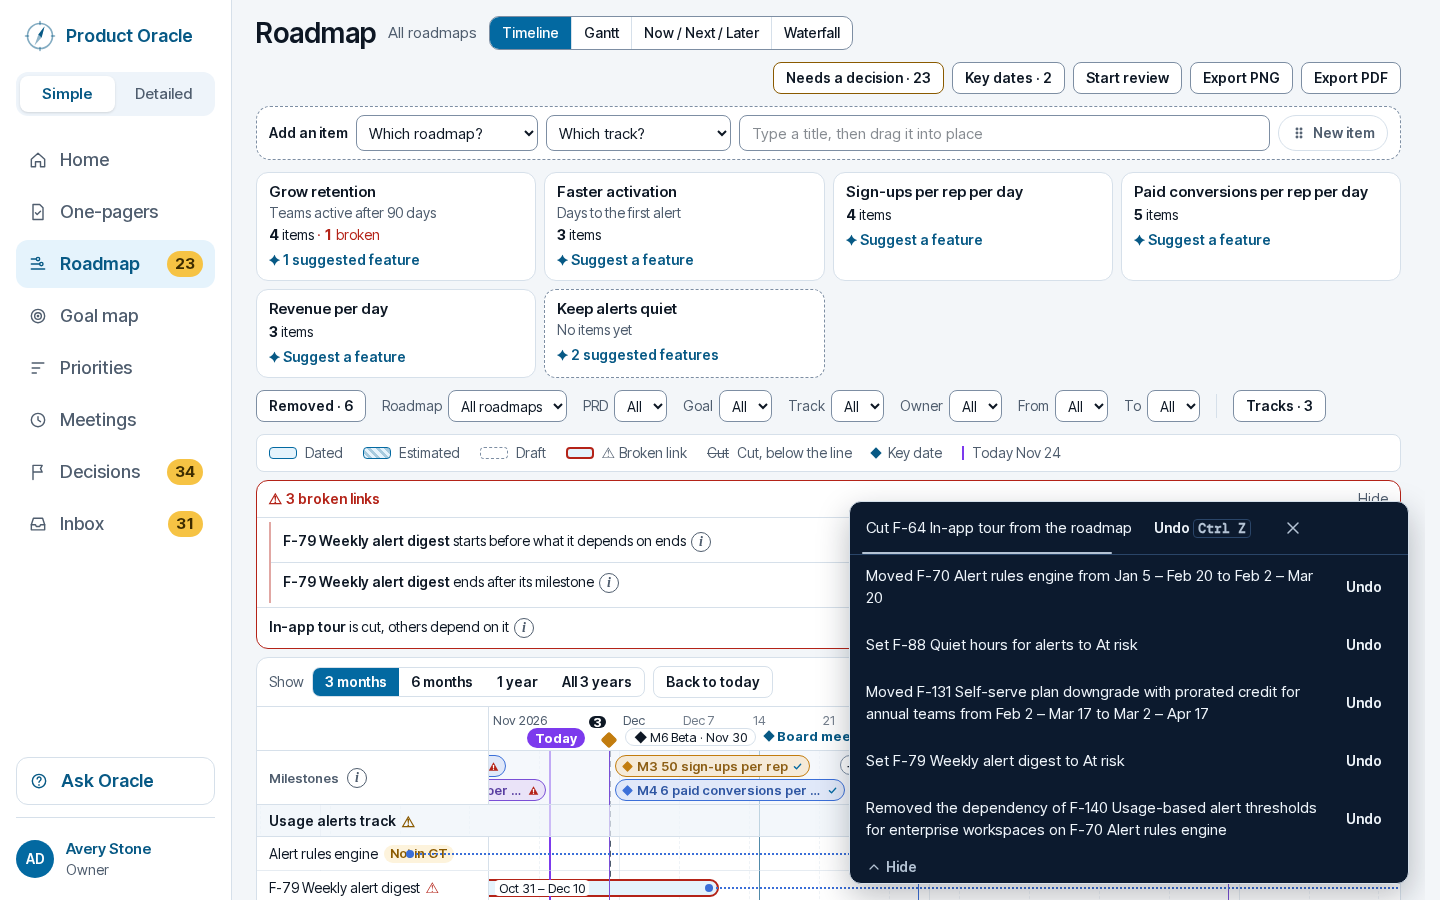 Product Oracle
Simple
Detailed
Home
One-pagers
Roadmap
23
Goal map
Priorities
Meetings
Decisions
34
Inbox
31
Ask Oracle
AD
Avery Stone
Owner
Roadmap
All roadmaps
Timeline
Gantt
Now / Next / Later
Waterfall
Needs a decision · 23
Key dates · 2
Start review
Export PNG
Export PDF
Add an item
Which roadmap?
Which track?
Type a title, then drag it into place
New item
Grow retention
Teams active after 90 days
4 items · 1 broken
1 suggested feature
Faster activation
Days to the first alert
3 items
Suggest a feature
Sign-ups per rep per day
4 items
Suggest a feature
Paid conversions per rep per day
5 items
Suggest a feature
Revenue per day
3 items
Suggest a feature
Keep alerts quiet
No items yet
2 suggested features
Removed · 6
Roadmap
All roadmaps
PRD
All
Goal
All
Track
All
Owner
All
From
All
To
All
Tracks · 3
Dated
Estimated
Draft
Broken link
Cut
Cut, below the line
Key date
Today Nov 24
3 broken links
Hide
F-79 Weekly alert digest starts before what it depends on ends
F-79 Weekly alert digest ends after its milestone
In-app tour is cut, others depend on it
Show
3 months
6 months
1 year
All 3 years
Back to today
Nov 2026
3
Dec
Dec 7
14
21
Today
M6 Beta · Nov 30
Board mee
Milestones
M3 50 sign-ups per rep
per ...
M4 6 paid conversions per ...
Usage alerts track
Alert rules engine
No in GT
F-79 Weekly alert digest
Oct 31 – Dec 10
Cut F-64 In-app tour from the roadmap
Undo
Ctrl Z
Moved F-70 Alert rules engine from Jan 5 – Feb 20 to Feb 2 – Mar
20
Undo
Set F-88 Quiet hours for alerts to At risk
Undo
Moved F-131 Self-serve plan downgrade with prorated credit for
annual teams from Feb 2 – Mar 17 to Mar 2 – Apr 17
Undo
Set F-79 Weekly alert digest to At risk
Undo
Removed the dependency of F-140 Usage-based alert thresholds
for enterprise workspaces on F-70 Alert rules engine
Undo
Hide